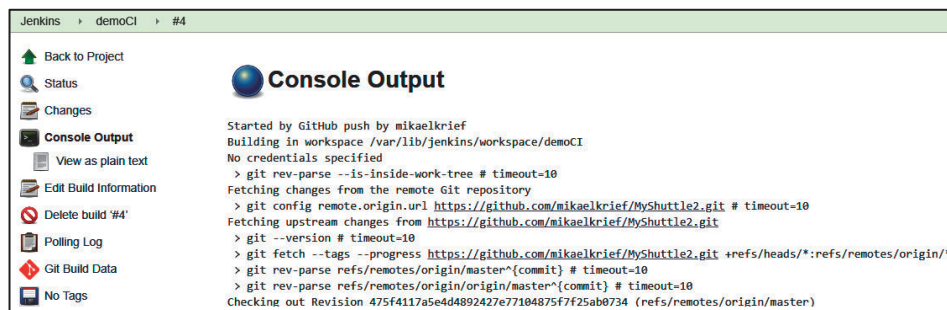 Jenkins › demoCI › #4
Back to Project
Status
Changes
Console Output
View as plain text
Edit Build Information
Delete build '#4'
Polling Log
Git Build Data
No Tags
Console Output
Started by GitHub push by mikaelkrief
Building in workspace /var/lib/jenkins/workspace/demoCI
No credentials specified
> git rev-parse --is-inside-work-tree # timeout=10
Fetching changes from the remote Git repository
> git config remote.origin.url https://github.com/mikaelkrief/MyShuttle2.git # timeout=10
Fetching upstream changes from https://github.com/mikaelkrief/MyShuttle2.git
> git --version # timeout=10
> git fetch --tags --progress https://github.com/mikaelkrief/MyShuttle2.git +refs/heads/*:refs/remotes/origin/*
> git rev-parse refs/remotes/origin/master^{commit} # timeout=10
> git rev-parse refs/remotes/origin/origin/master^{commit} # timeout=10
Checking out Revision 475f4117a5e4d4892427e77104875f7f25ab0734 (refs/remotes/origin/master)